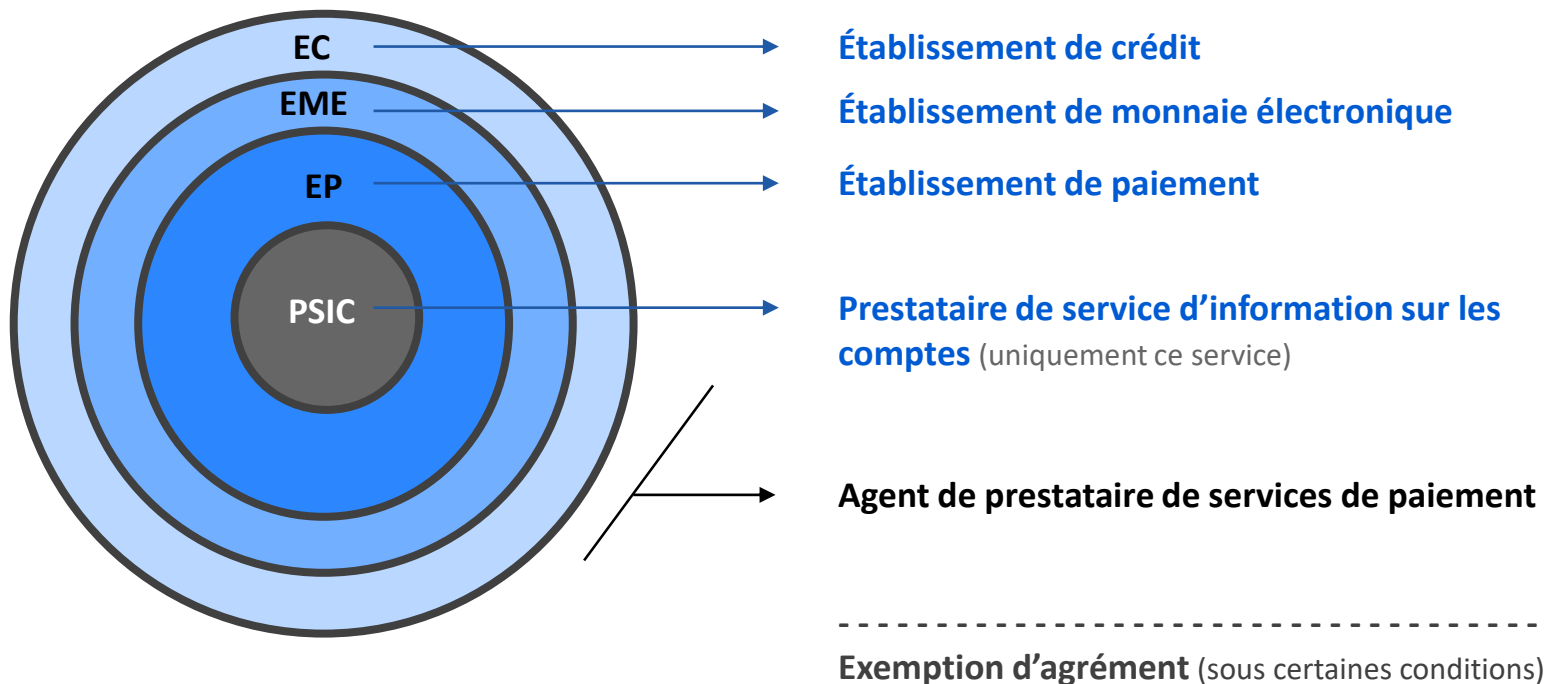 EC
Établissement de crédit
EME
Établissement de monnaie électronique
EP
Établissement de paiement
PSIC
Prestataire de service d’information sur les
comptes (uniquement ce service)
Agent de prestataire de services de paiement
Exemption d’agrément (sous certaines conditions)